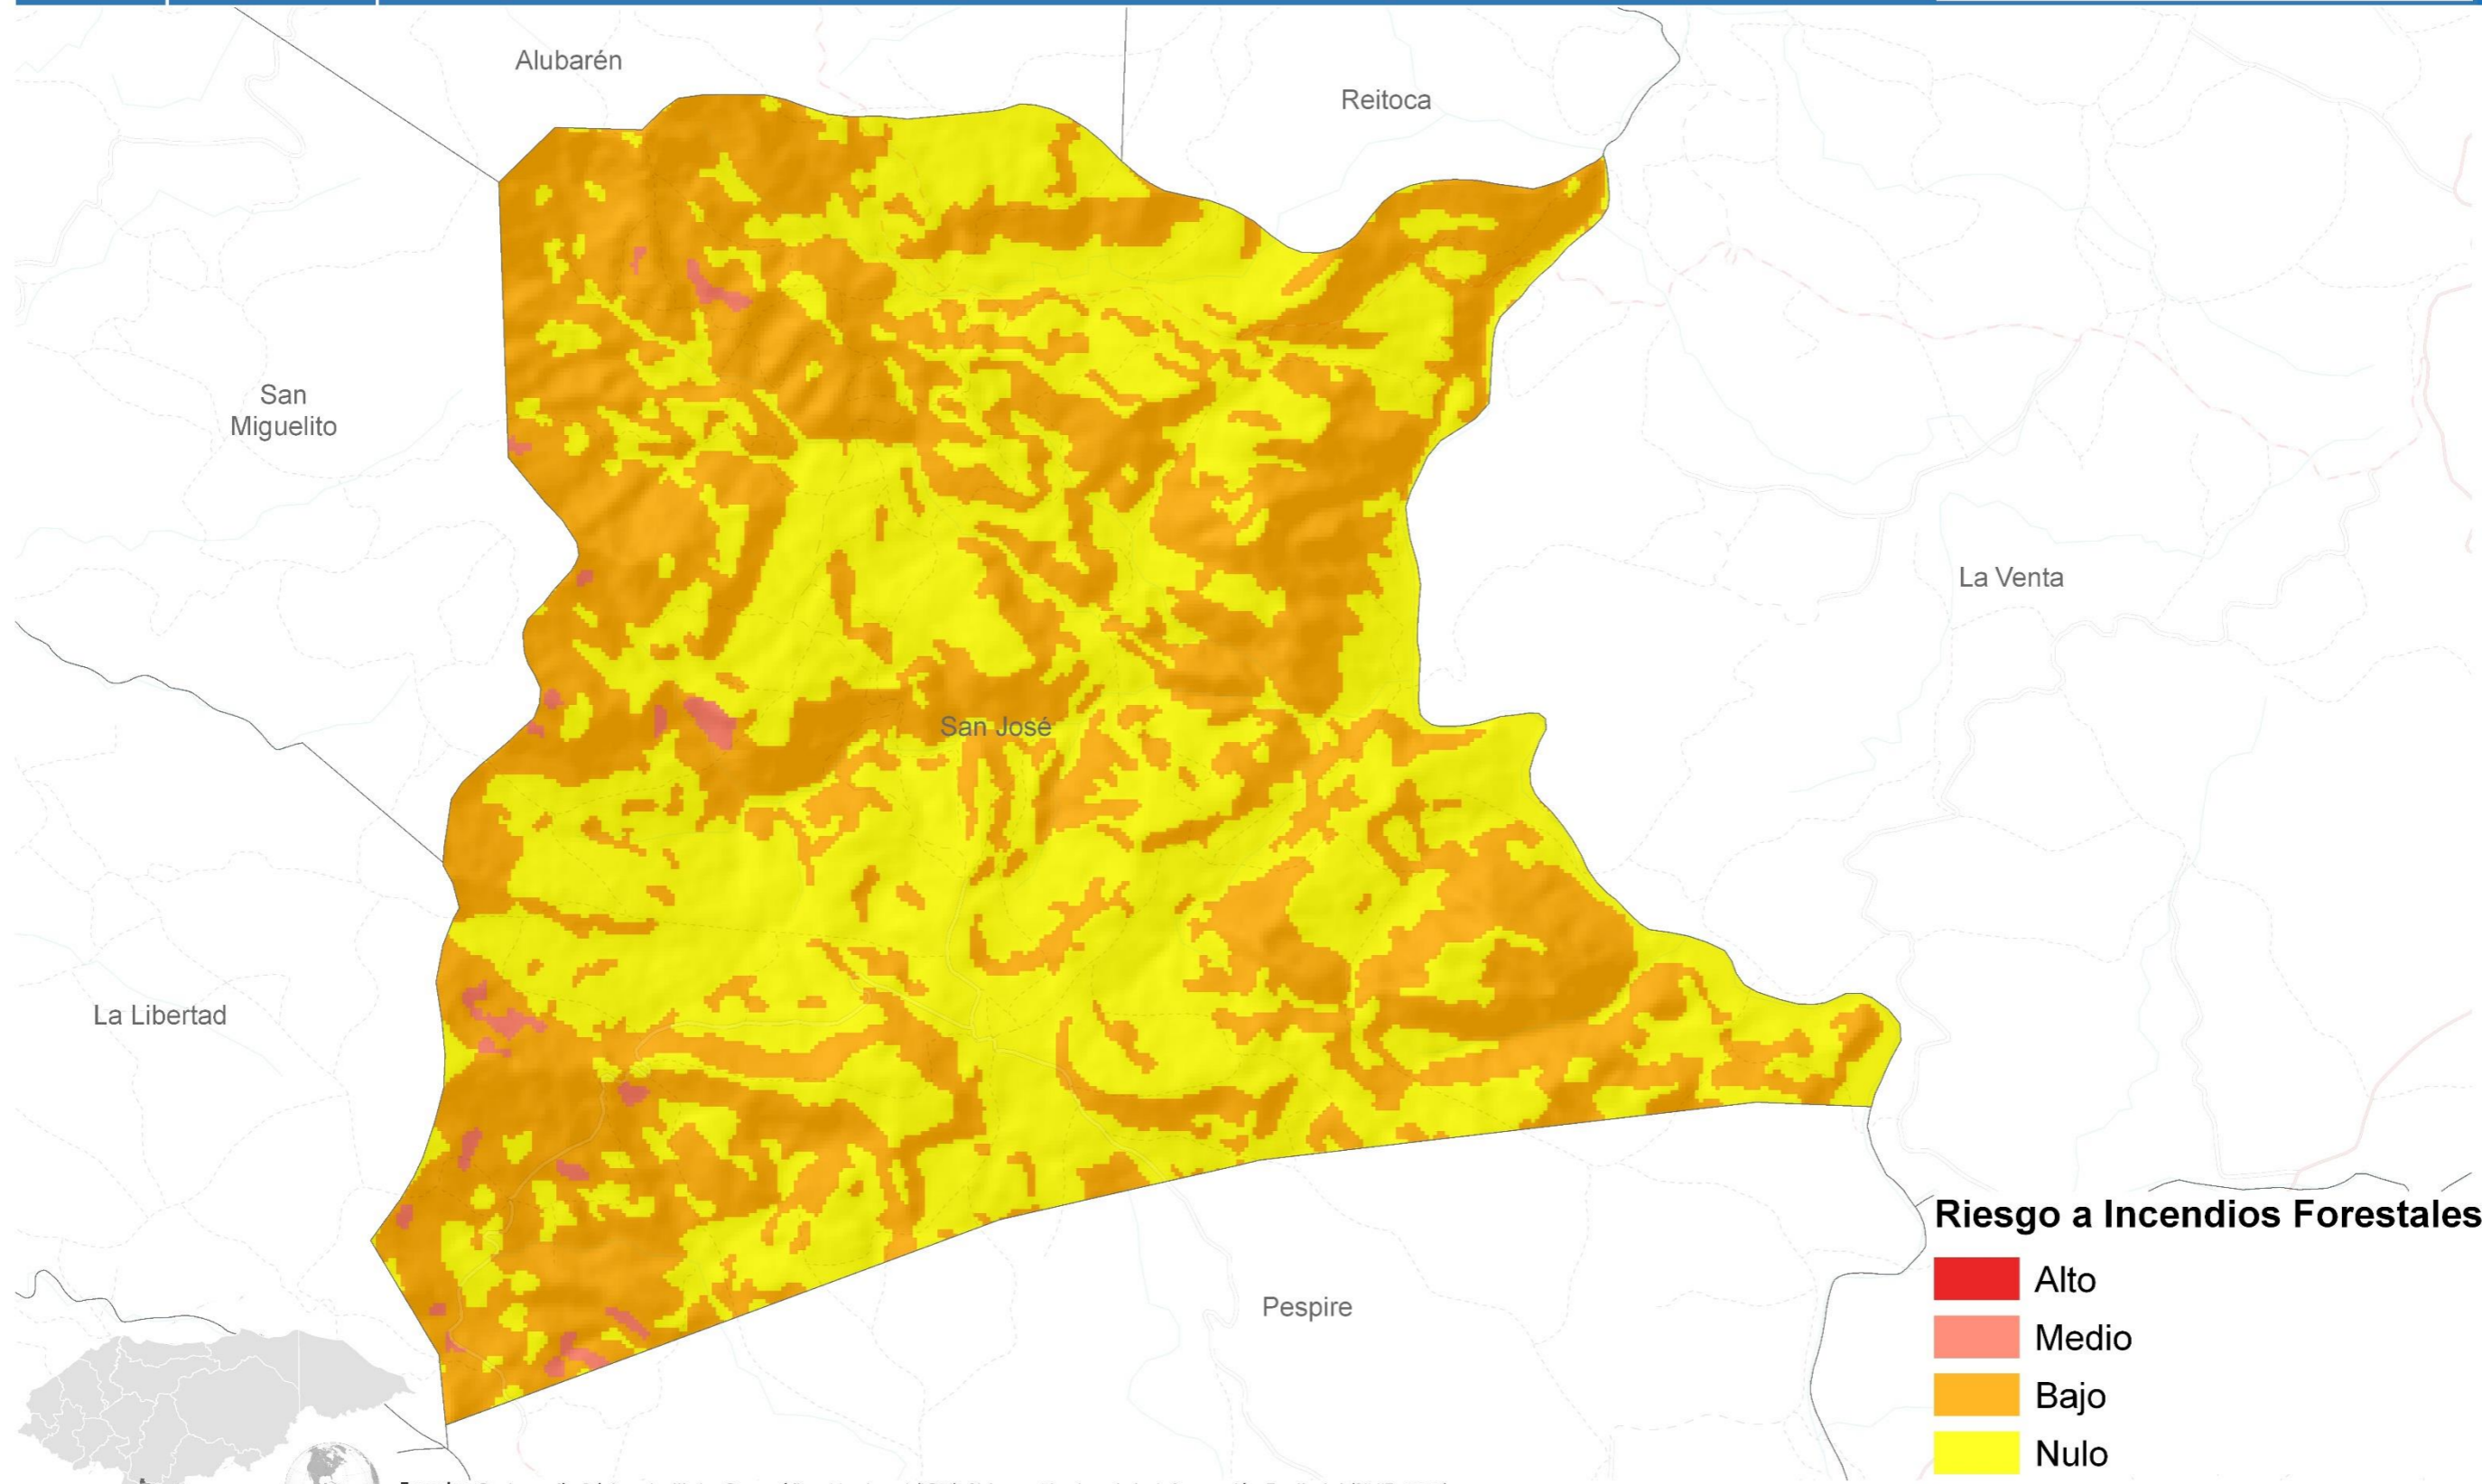 Alubarén
Reitoca
San
Miguelito
La Venta
San José
La Libertad
Pespire
Riesgo a Incendios Forestales
Alto
Medio
Bajo
Nulo